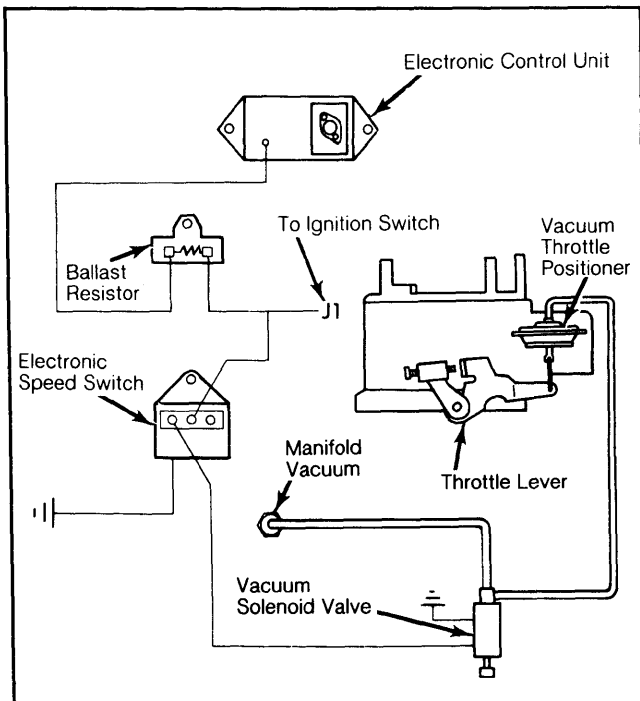 Electronic Control Unit
To Ignition Switch
Vacuum
Throttle
Positioner
Ballast
Resistor
J1
Electronic
Speed Switch
Manifold
Vacuum
Throttle Lever
Vacuum
Solenoid Valve